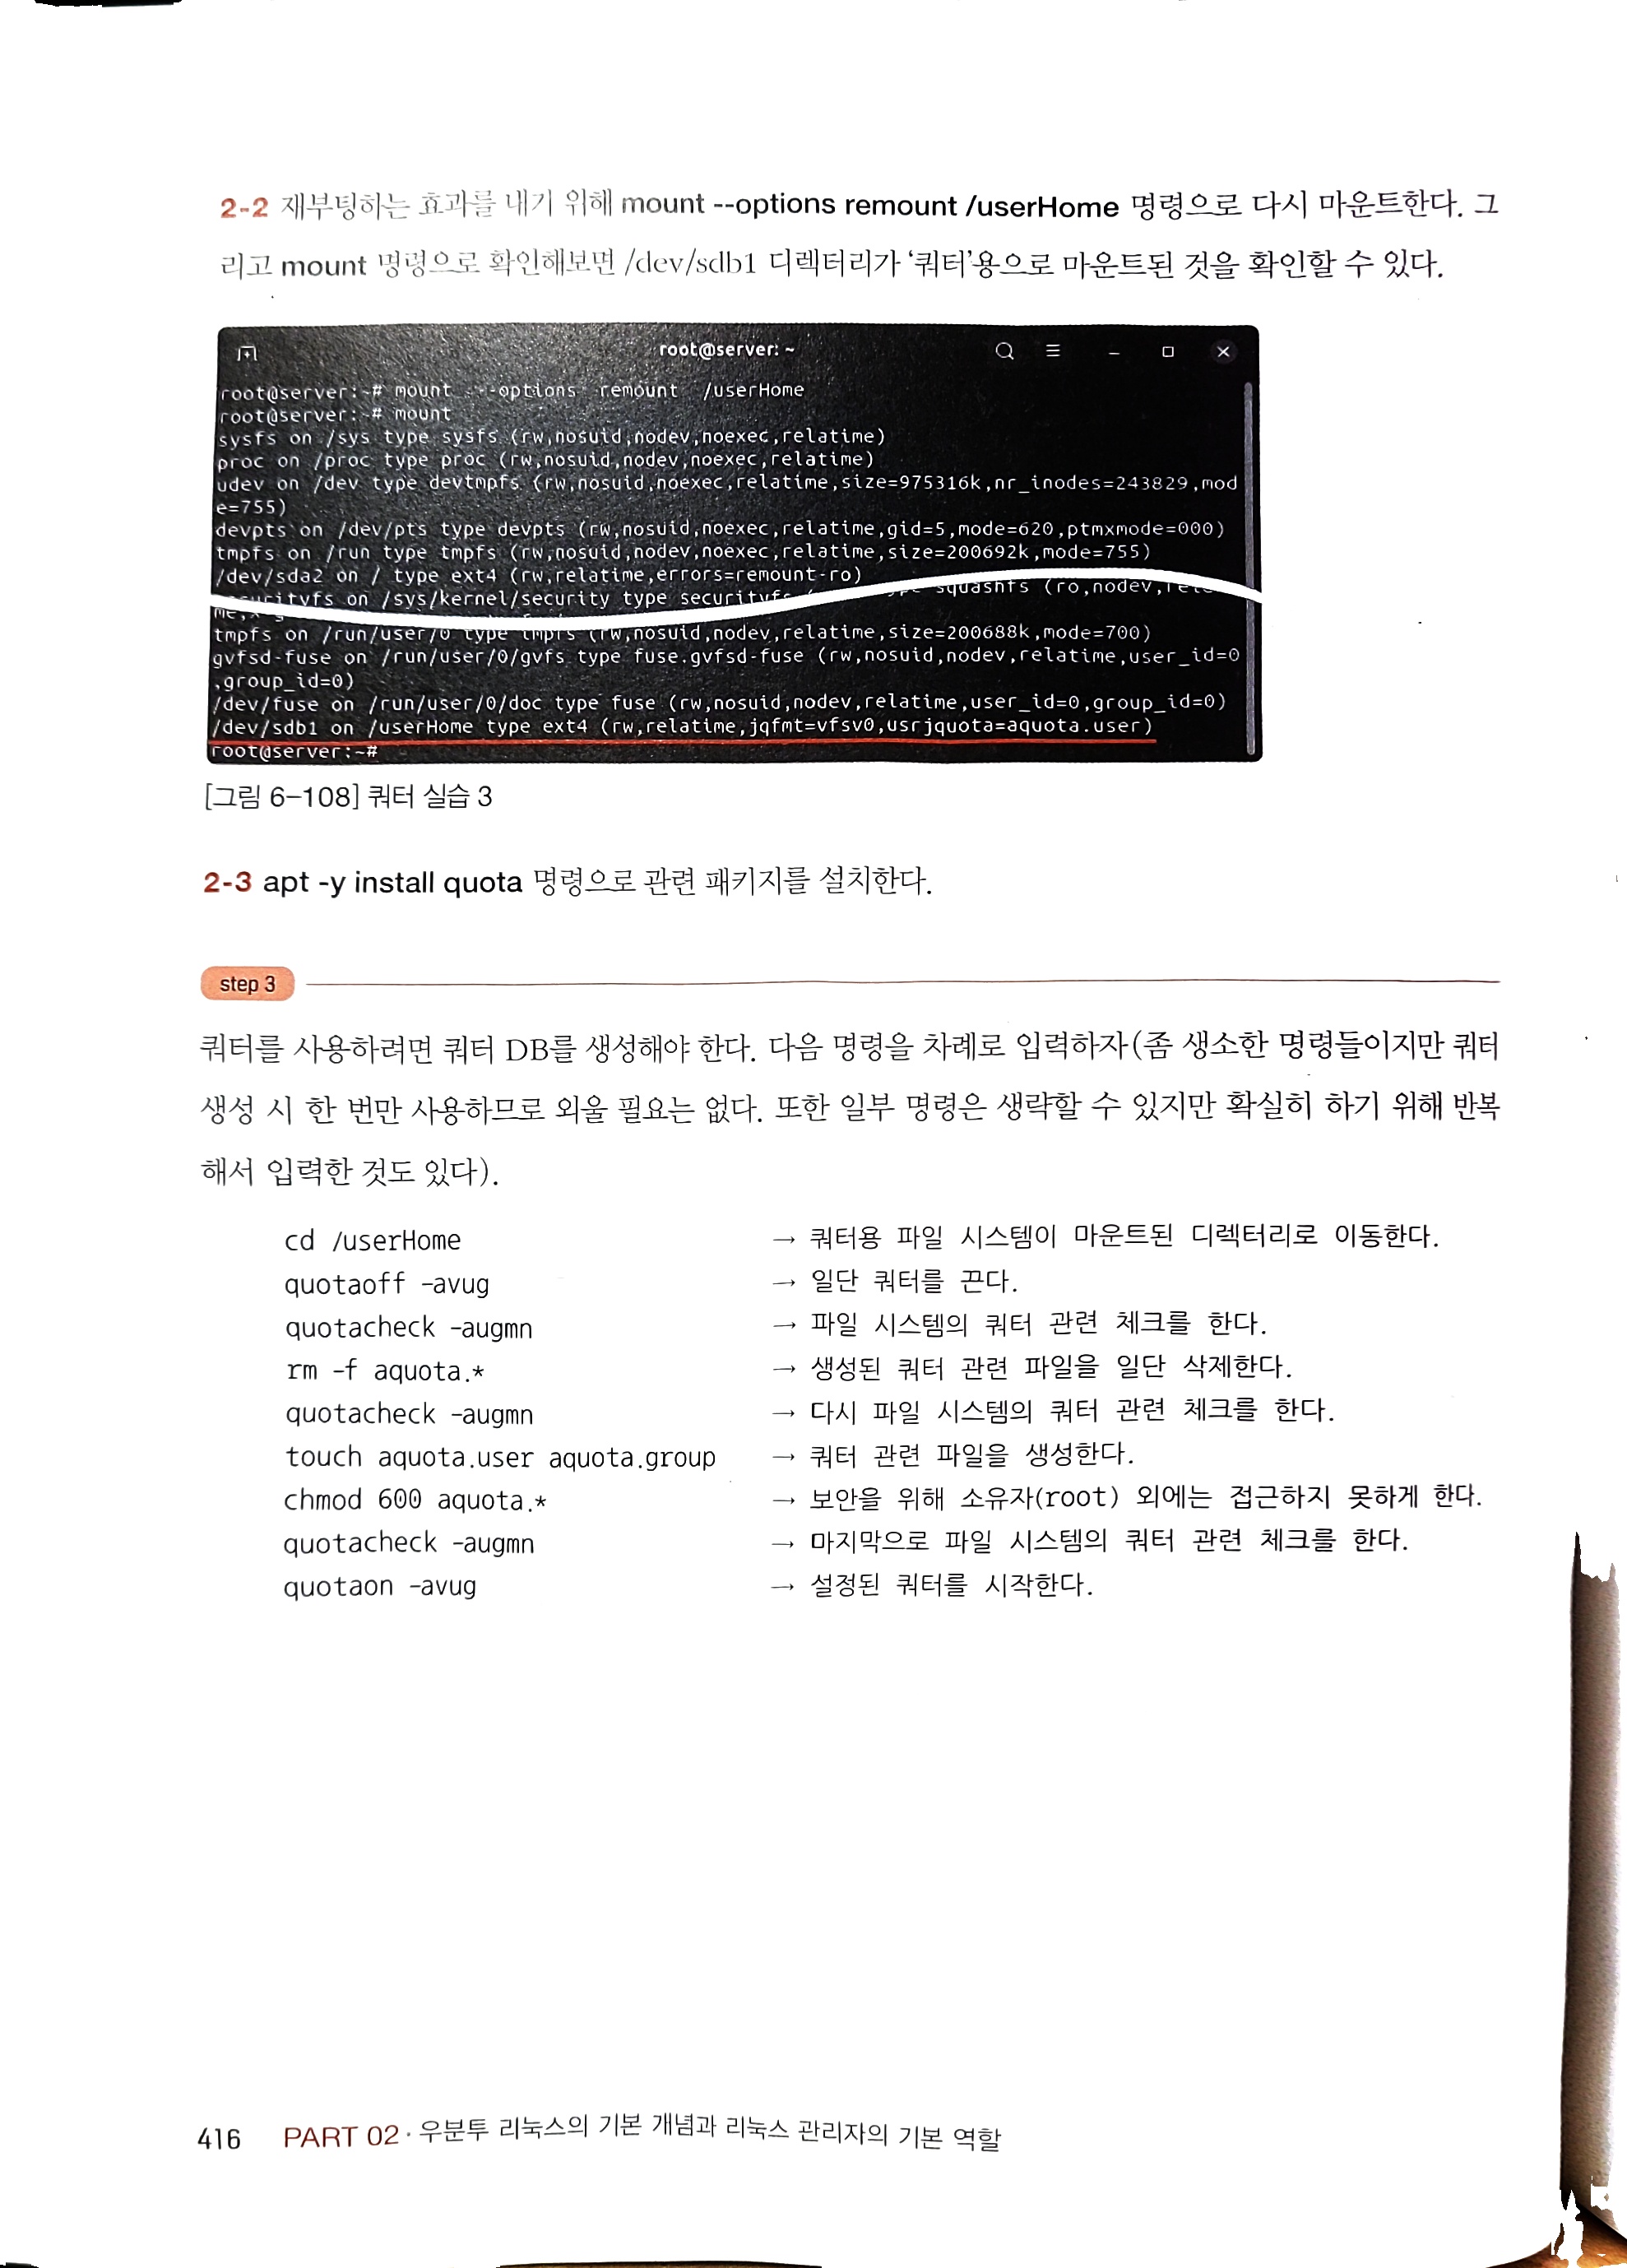 2-2 재부팅하는 효과를 내기 위해 mount --options remount /userHome 명령으로 다시 마운트한다. 그
리고 mount 명령으로 확인해보면 /dev/sdb1 디렉터리가 ‘쿼터’용으로 마운트된 것을 확인할 수 있다.
root@server: ~
root@server:~# mount --options remount /userHome
root@server:~# mount
sysfs on /sys type sysfs (rw,nosuid,nodev,noexec,relatime)
proc on /proc type proc (rw,nosuid,nodev,noexec,relatime)
udev on /dev type devtmpfs (rw,nosuid,noexec,relatime,size=975316k,nr_inodes=243829,mod
e=755)
devpts on /dev/pts type devpts (rw,nosuid,noexec,relatime,gid=5,mode=620,ptmxmode=000)
tmpfs on /run type tmpfs (rw,nosuid,nodev,noexec,relatime,size=200692k,mode=755)
/dev/sda2 on / type ext4 (rw,relatime,errors=remount-ro)
on /sys/kernel/security type squashfs (ro,nodev,
tmpfs on /run/user/0 type tmpfs (rw,nosuid,nodev,relatime,size=200688k,mode=700)
gvfsd-fuse on /run/user/0/gvfs type fuse.gvfsd-fuse (rw,nosuid,nodev,relatime,user_id=0
,group_id=0)
/dev/fuse on /run/user/0/doc type fuse (rw,nosuid,nodev,relatime,user_id=0,group_id=0)
/dev/sdb1 on /userHome type ext4 (rw,relatime,jqfmt=vfsv0,usrjquota=aquota.user)
root@server:~#
[그림 6-108] 쿼터 실습 3
2-3 apt -y install quota 명령으로 관련 패키지를 설치한다.
step 3
쿼터를 사용하려면 쿼터 DB를 생성해야 한다. 다음 명령을 차례로 입력하자(좀 생소한 명령들이지만 쿼터
생성 시 한 번만 사용하므로 외울 필요는 없다. 또한 일부 명령은 생략할 수 있지만 확실히 하기 위해 반복
해서 입력한 것도 있다).
cd /userHome → 쿼터용 파일 시스템이 마운트된 디렉터리로 이동한다.
quotaoff -avug → 일단 쿼터를 끈다.
quotacheck -augmn → 파일 시스템의 쿼터 관련 체크를 한다.
rm -f aquota.* → 생성된 쿼터 관련 파일을 일단 삭제한다.
quotacheck -augmn → 다시 파일 시스템의 쿼터 관련 체크를 한다.
touch aquota.user aquota.group → 쿼터 관련 파일을 생성한다.
chmod 600 aquota.* → 보안을 위해 소유자(root) 외에는 접근하지 못하게 한다.
quotacheck -augmn → 마지막으로 파일 시스템의 쿼터 관련 체크를 한다.
quotaon -avug → 설정된 쿼터를 시작한다.
416 PART 02 · 우분투 리눅스의 기본 개념과 리눅스 관리자의 기본 역할